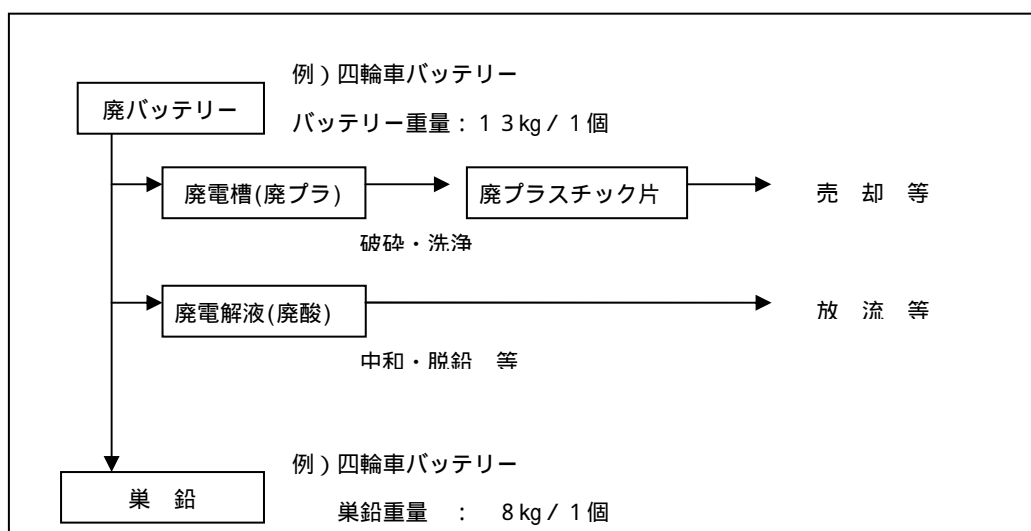 例)四輪車バッテリー
廃バッテリー
バッテリー重量:13kg/1個
廃電槽(廃プラ)
廃プラスチック片
売 却 等
破砕・洗浄
廃電解液(廃酸)
放 流 等
中和・脱鉛 等
例)四輪車バッテリー
巣 鉛
巣鉛重量 : 8kg/1個